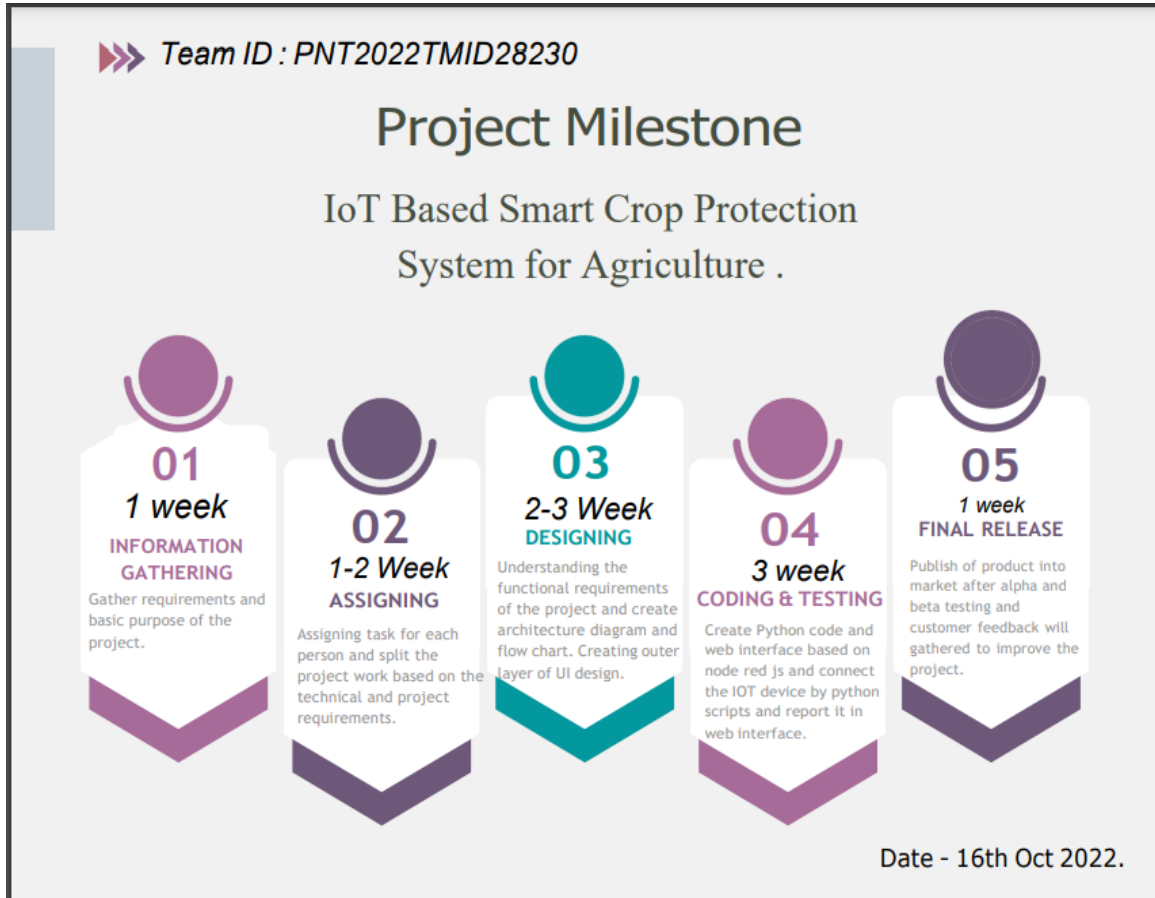 Team ID : PNT2022TMID28230
Project Milestone
IoT Based Smart Crop Protection
System for Agriculture .
01
1 week
INFORMATION
GATHERING
Gather requirements and
basic purpose of the
project.
02
1-2 Week
ASSIGNING
Assigning task for each
person and split the
project work based on the
technical and project
requirements.
03
2-3 Week
DESIGNING
Understanding the
functional requirements
of the project and create
architecture diagram and
flow chart. Creating outer
layer of UI design.
04
3 week
CODING & TESTING
Create Python code and
web interface based on
node red js and connect
the IOT device by python
scripts and report it in
web interface.
05
1 week
FINAL RELEASE
Publish of product into
market after alpha and
beta testing and
customer feedback will
gathered to improve the
project.
Date - 16th Oct 2022.